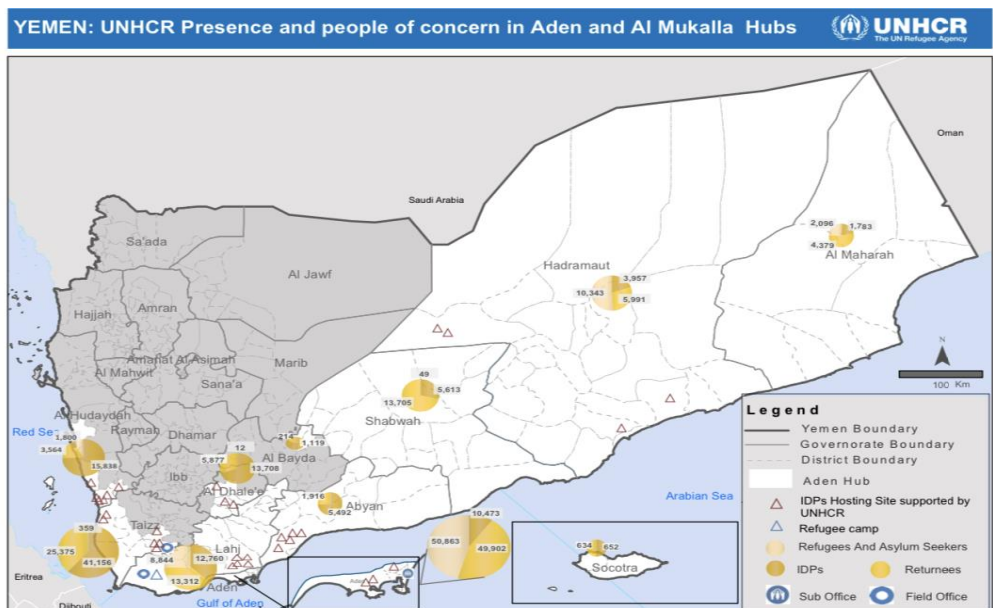 YEMEN: UNHCR Presence and people of concern in Aden and Al Mukalla Hubs
UNHCR
The UN Refugee Agency
Oman
Saudi Arabia
Sa'ada
Al Jawf
2,096
1,783
4,379
Al Maharah
Hadramaut
3,957
10,343
5,991
Hajjah
Amran
Amanat Al-Asimah
Al Mahwit
Marib
Sana'a
N
100 Km
49
5,613
13,705
Shabwah
Al Hudaydah
Raymah
Dhamar
Red Sea
1,800
3,564
15,838
214
1,119
Al Bayda
12
5,877
13,708
Ibb
Al Dhale'e
1,916
5,492
Abyan
Arabian Sea
Taizz
359
25,375
41,156
Lahj
8,844
12,760
13,312
Aden
10,473
50,863
49,902
634
652
Socotra
Eritrea
Djibouti
Gulf of Aden
Legend
Yemen Boundary
Governorate Boundary
District Boundary
Aden Hub
IDPs Hosting Site supported by
UNHCR
Refugee camp
Refugees And Asylum Seekers
IDPs
Returnees
Sub Office
Field Office